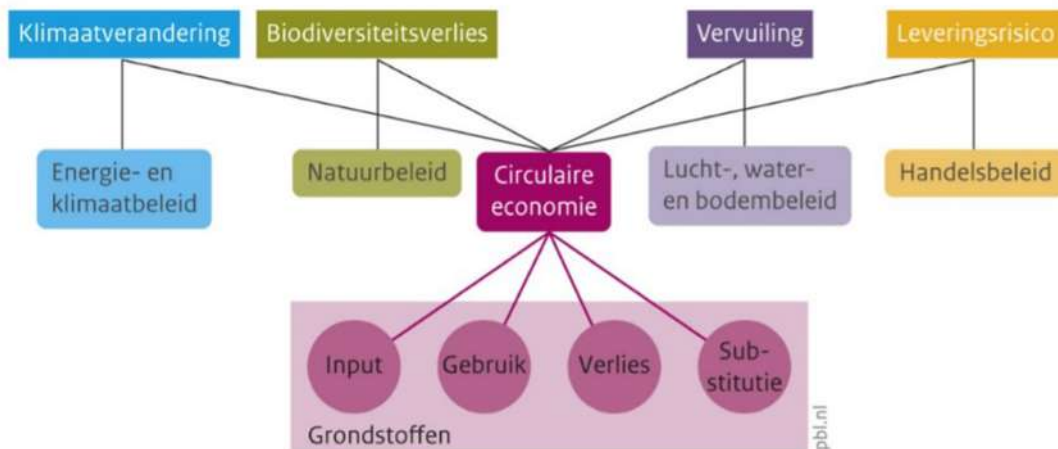 Klimaatverandering
Biodiversiteitsverlies
Vervuiling
Leveringsrisico
Energie- en
klimaatbeleid
Natuurbeleid
Circulaire
economie
Lucht-, water-
en bodembeleid
Handelsbeleid
Input
Gebruik
Verlies
Sub-
stitutie
Grondstoffen
pbl.nl